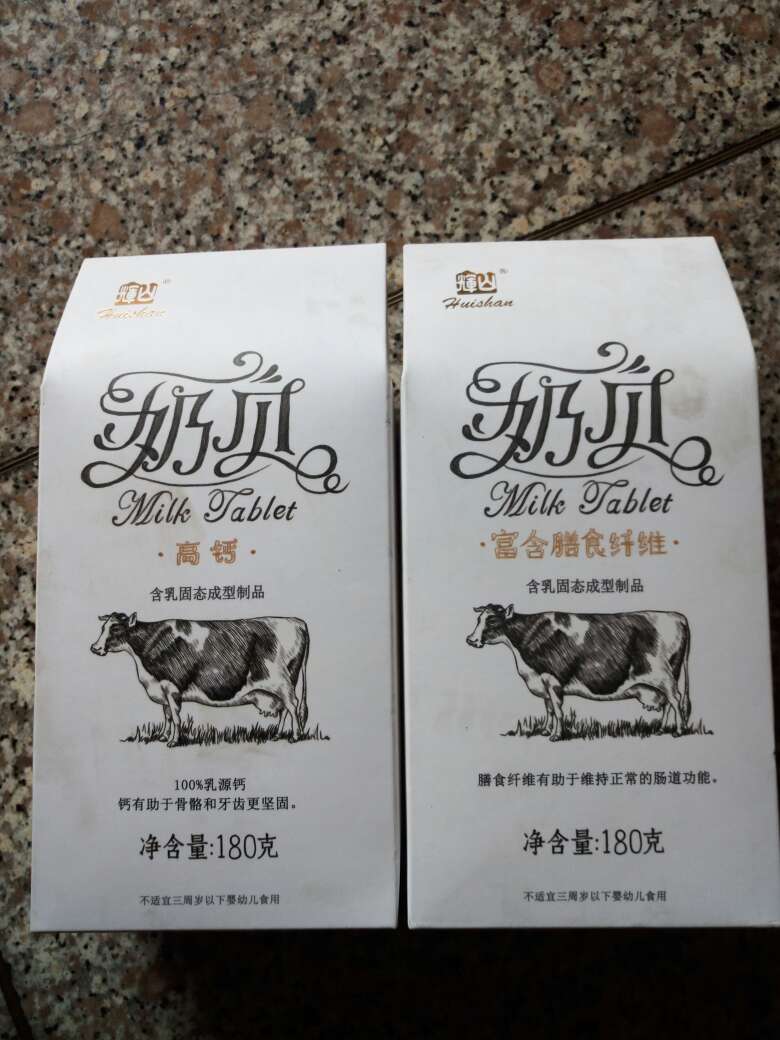 輝山®
Huishan
奶贝
Milk Tablet
·高钙·
含乳固态成型制品
100%乳源钙
钙有助于骨骼和牙齿更坚固。
净含量:180克
不适宜三周岁以下婴幼儿食用
輝山®
Huishan
奶贝
Milk Tablet
·富含膳食纤维·
含乳固态成型制品
膳食纤维有助于维持正常的肠道功能。
净含量:180克
不适宜三周岁以下婴幼儿食用